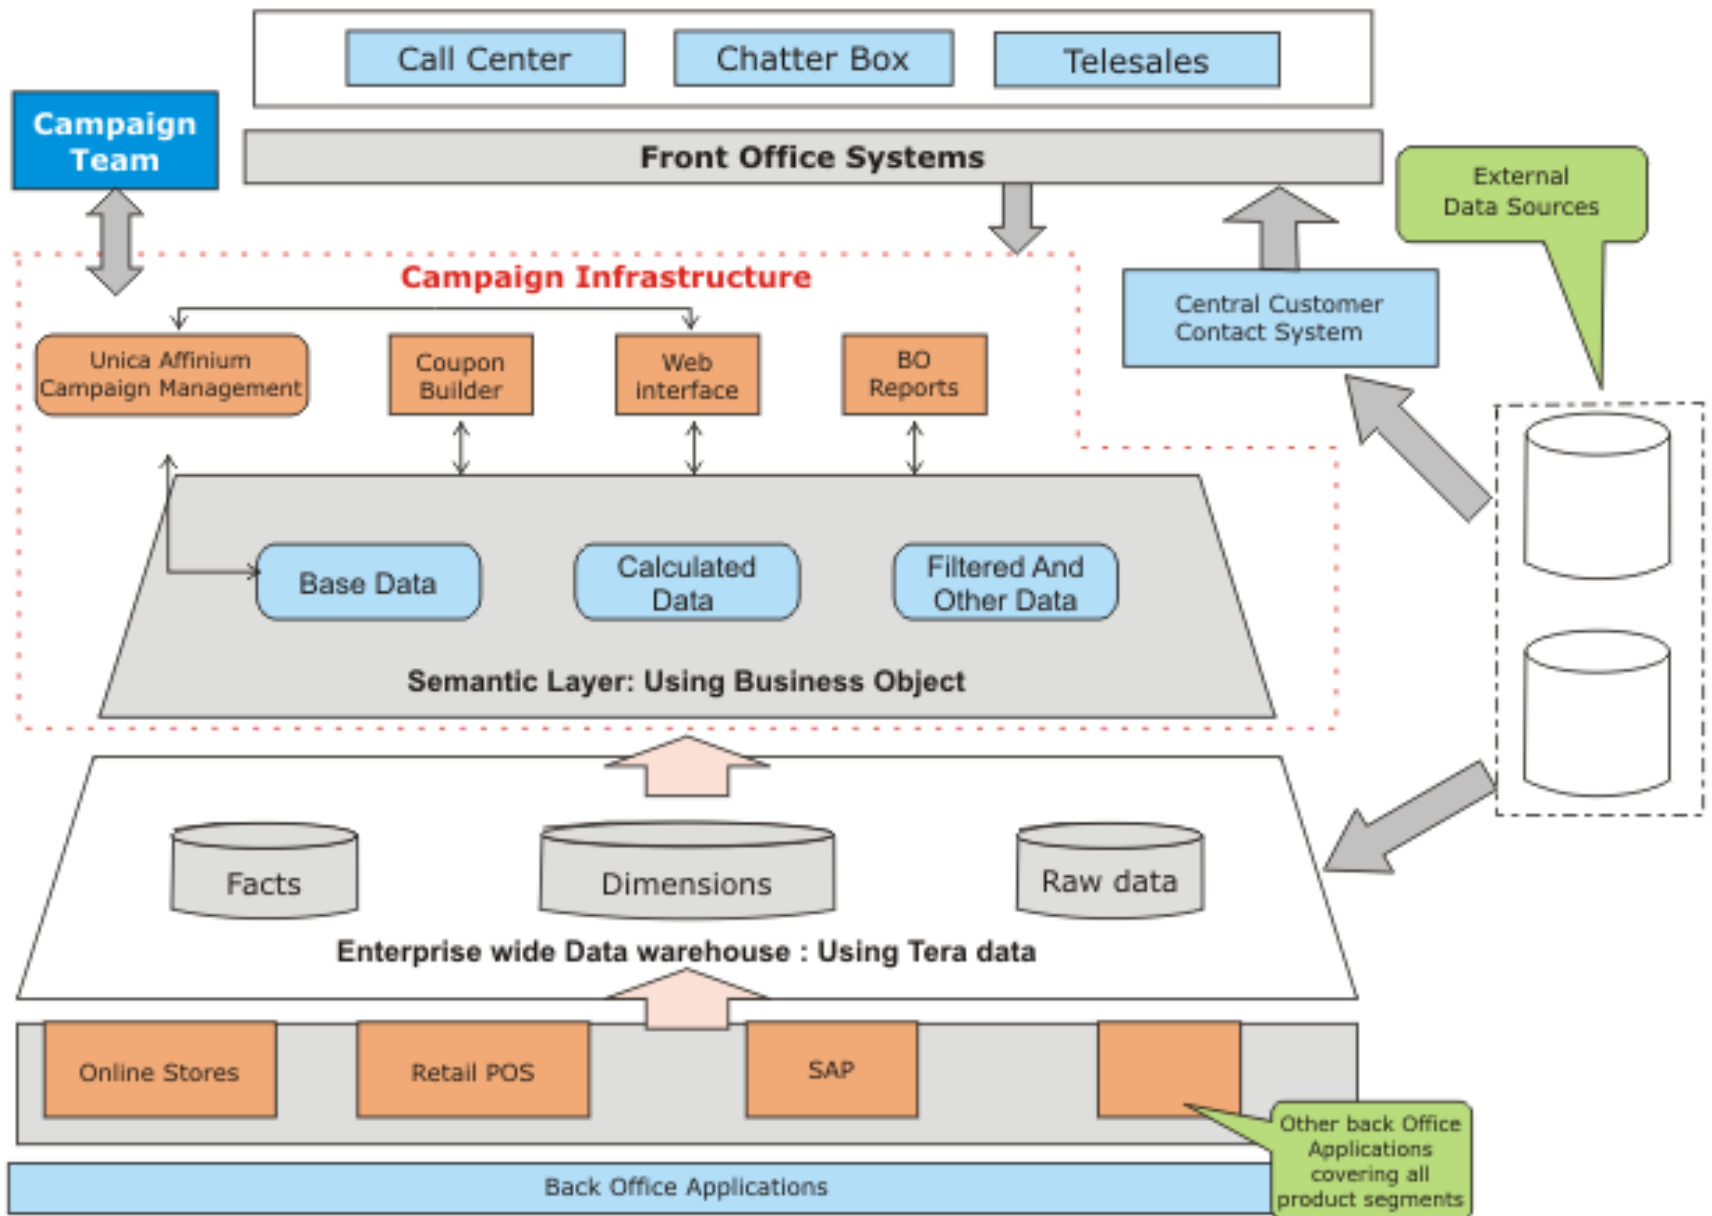 Call Center
Chatter Box
Telesales
Campaign
Team
Front Office Systems
External
Data Sources
Campaign Infrastructure
Central Customer
Contact System
Unica Affinium
Campaign Management
Coupon
Builder
Web
interface
BO
Reports
Base Data
Calculated
Data
Filtered And
Other Data
Semantic Layer: Using Business Object
Facts
Dimensions
Raw data
Enterprise wide Data warehouse : Using Tera data
Online Stores
Retail POS
SAP
Other back Office
Applications
covering all
product segments
Back Office Applications